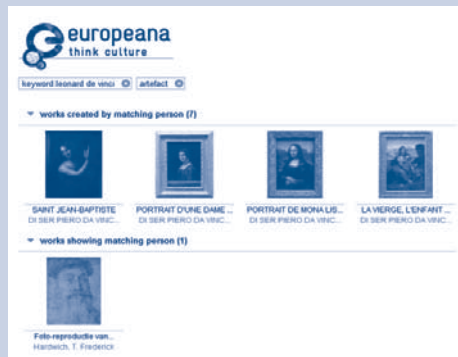 europeana
think culture
keyword leonard de vinci
artefact
works created by matching person (7)
SAINT JEAN-BAPTISTE
DI SER PIERO DA VINC...
PORTRAIT D'UNE DAME ...
DI SER PIERO DA VINC...
PORTRAIT DE MONA LIS...
DI SER PIERO DA VINC...
LA VIERGE, L'ENFANT ...
DI SER PIERO DA VINC...
works showing matching person (1)
Foto-reproductie van...
Hardwich, T. Frederick